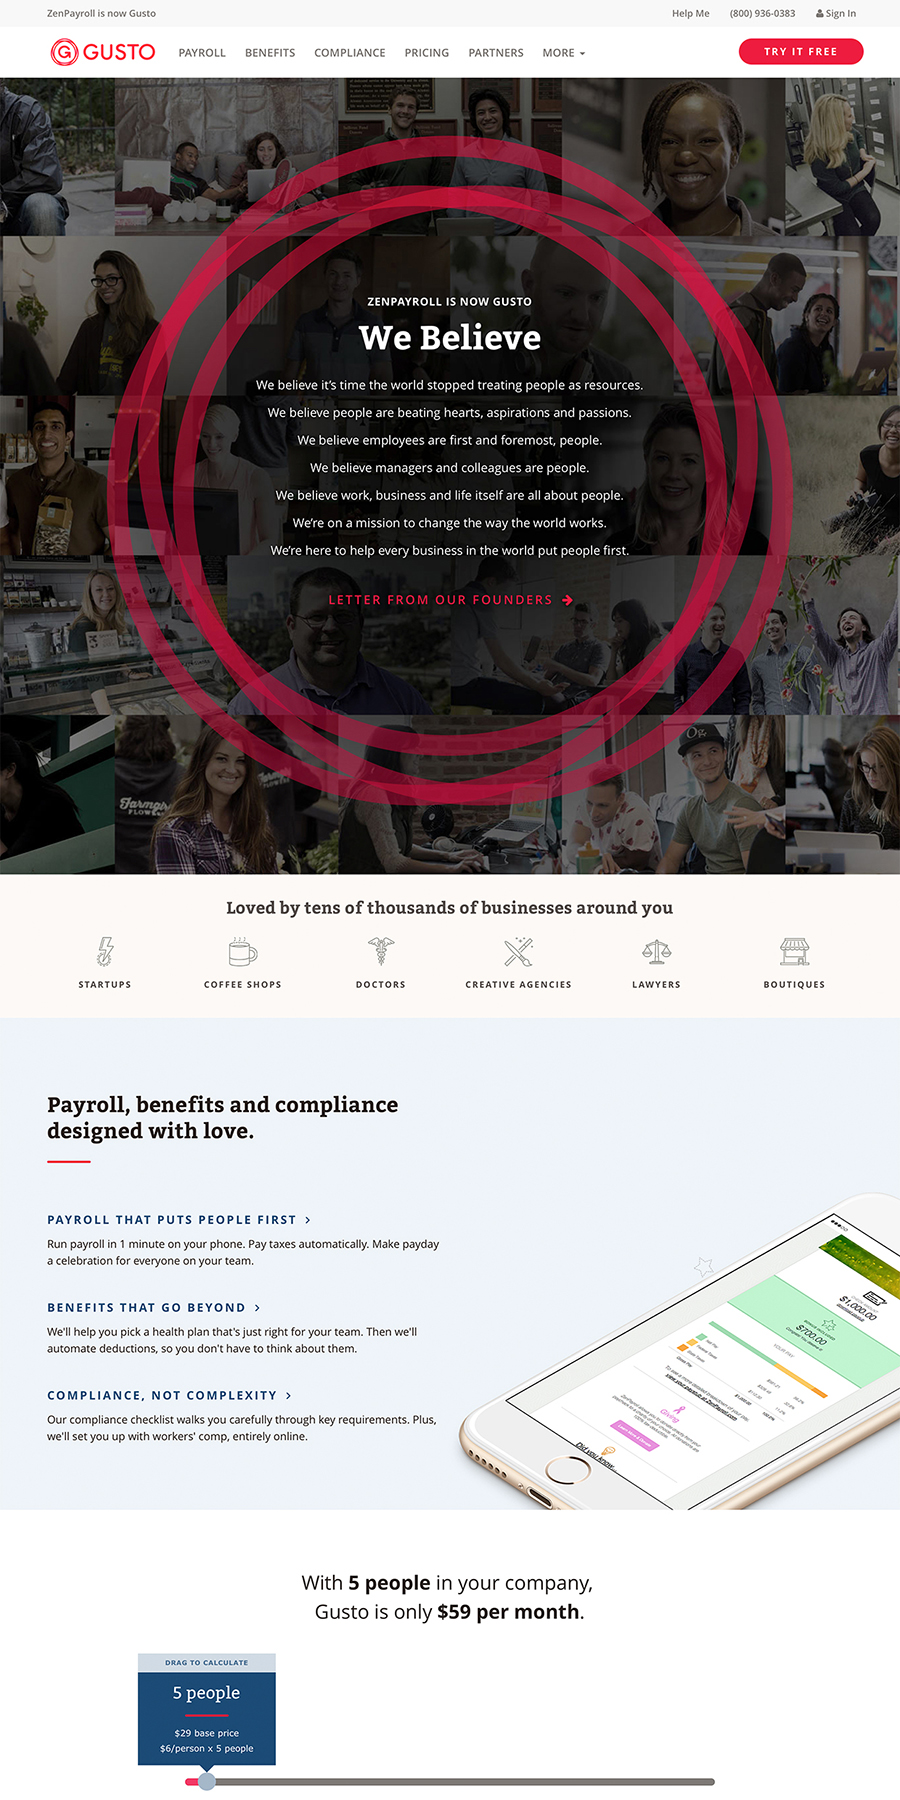 ZenPayroll is now Gusto
Help Me (800) 936-0383 Sign In
G GUSTO PAYROLL BENEFITS COMPLIANCE PRICING PARTNERS MORE TRY IT FREE
ZENPAYROLL IS NOW GUSTO
We Believe
We believe it's time the world stopped treating people as resources.
We believe people are beating hearts, aspirations and passions.
We believe employees are first and foremost, people.
We believe managers and colleagues are people.
We believe work, business and life itself are all about people.
We're on a mission to change the way the world works.
We're here to help every business in the world put people first.
LETTER FROM OUR FOUNDERS
Loved by tens of thousands of businesses around you
STARTUPS COFFEE SHOPS DOCTORS CREATIVE AGENCIES LAWYERS BOUTIQUES
Payroll, benefits and compliance
designed with love.
PAYROLL THAT PUTS PEOPLE FIRST
Run payroll in 1 minute on your phone. Pay taxes automatically. Make payday
a celebration for everyone on your team.
BENEFITS THAT GO BEYOND
We'll help you pick a health plan that's just right for your team. Then we'll
automate deductions, so you don't have to think about them.
COMPLIANCE, NOT COMPLEXITY
Our compliance checklist walks you carefully through key requirements. Plus,
we'll set you up with workers' comp, entirely online.
$1,000.00
$700.00
YOUR PAY
Giving
Did you know...
With 5 people in your company,
Gusto is only $59 per month.
DRAG TO CALCULATE
5 people
$29 base price
$6/person x 5 people